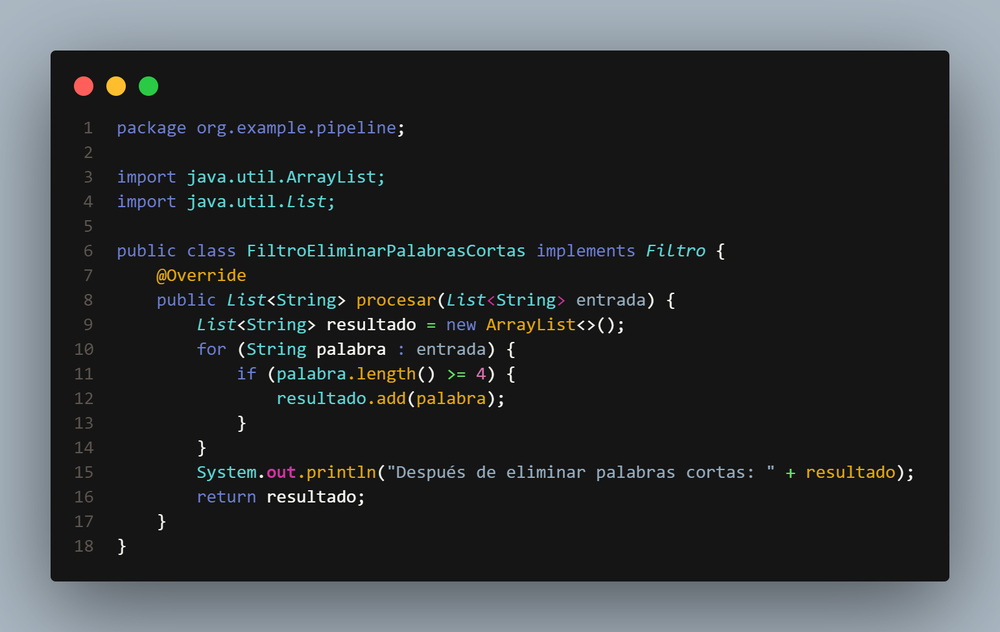 1 package org.example.pipeline;
2
3 import java.util.ArrayList;
4 import java.util.List;
5
6 public class FiltroEliminarPalabrasCortas implements Filtro {
7     @Override
8     public List<String> procesar(List<String> entrada) {
9         List<String> resultado = new ArrayList<>();
10         for (String palabra : entrada) {
11             if (palabra.length() >= 4) {
12                 resultado.add(palabra);
13             }
14         }
15         System.out.println("Después de eliminar palabras cortas: " + resultado);
16         return resultado;
17     }
18 }